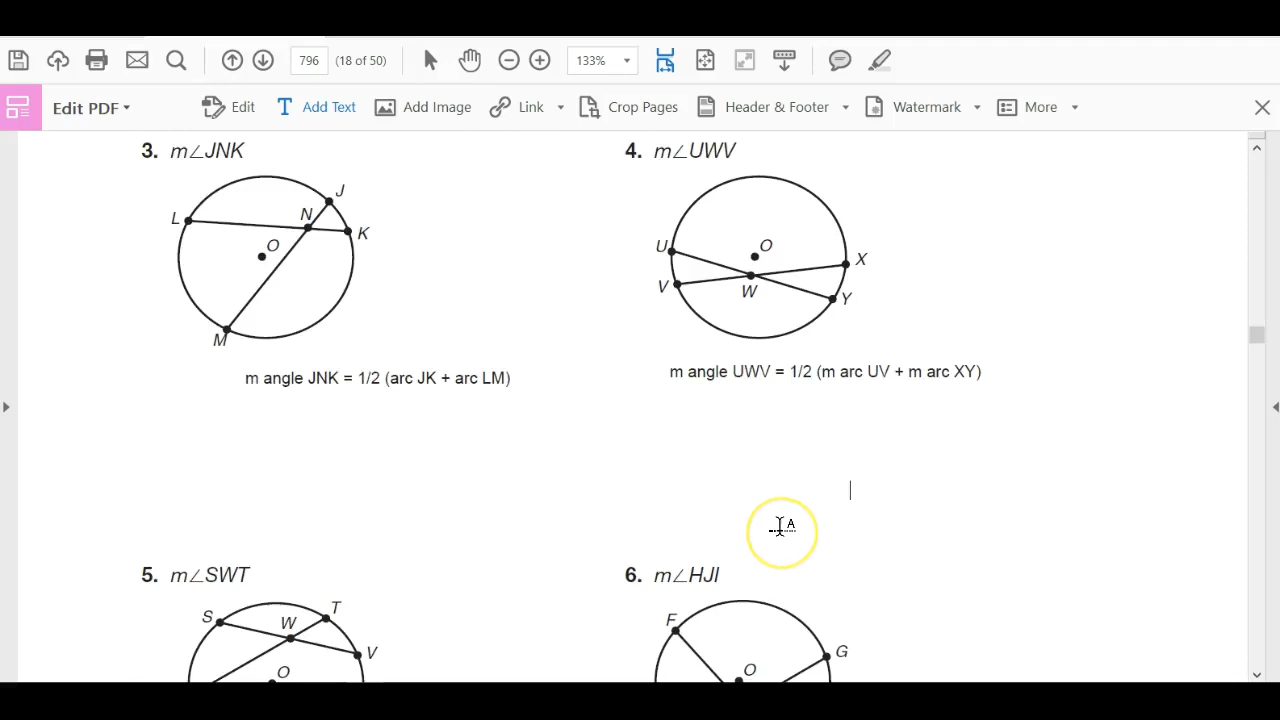 796 (18 of 50) 133%
Edit PDF Edit Add Text Add Image Link Crop Pages Header & Footer Watermark More
3. m∠JNK
J
L
N
K
O
M
m angle JNK = 1/2 (arc JK + arc LM)
4. m∠UWV
U
O
X
V
W
Y
m angle UWV = 1/2 (m arc UV + m arc XY)
A
5. m∠SWT
S
T
W
V
O
6. m∠HJI
F
G
O